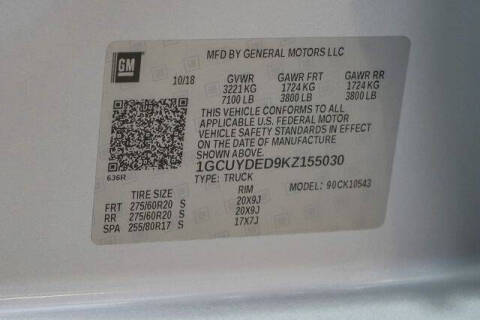 MFD BY GENERAL MOTORS LLC
GM
10/18 GVWR GAWR FRT GAWR RR
3221 KG 1724 KG 1724 KG
7100 LB 3800 LB 3800 LB
THIS VEHICLE CONFORMS TO ALL
APPLICABLE U.S. FEDERAL MOTOR
VEHICLE SAFETY STANDARDS IN EFFECT
ON THE DATE OF MANUFACTURE
SHOWN ABOVE.
1GCUYDED9KZ155030
636R
TYPE: TRUCK MODEL: 90CK10543
TIRE SIZE RIM
FRT 275/60R20 S 20X9J
RR 275/60R20 S 20X9J
SPA 255/80R17 S 17X7J